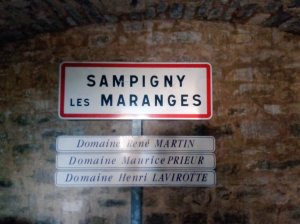 SAMPIGNY
LES MARANGES
Domaine René MARTIN
Domaine Maurice PRIEUR
Domaine Henri LAVIROTTE